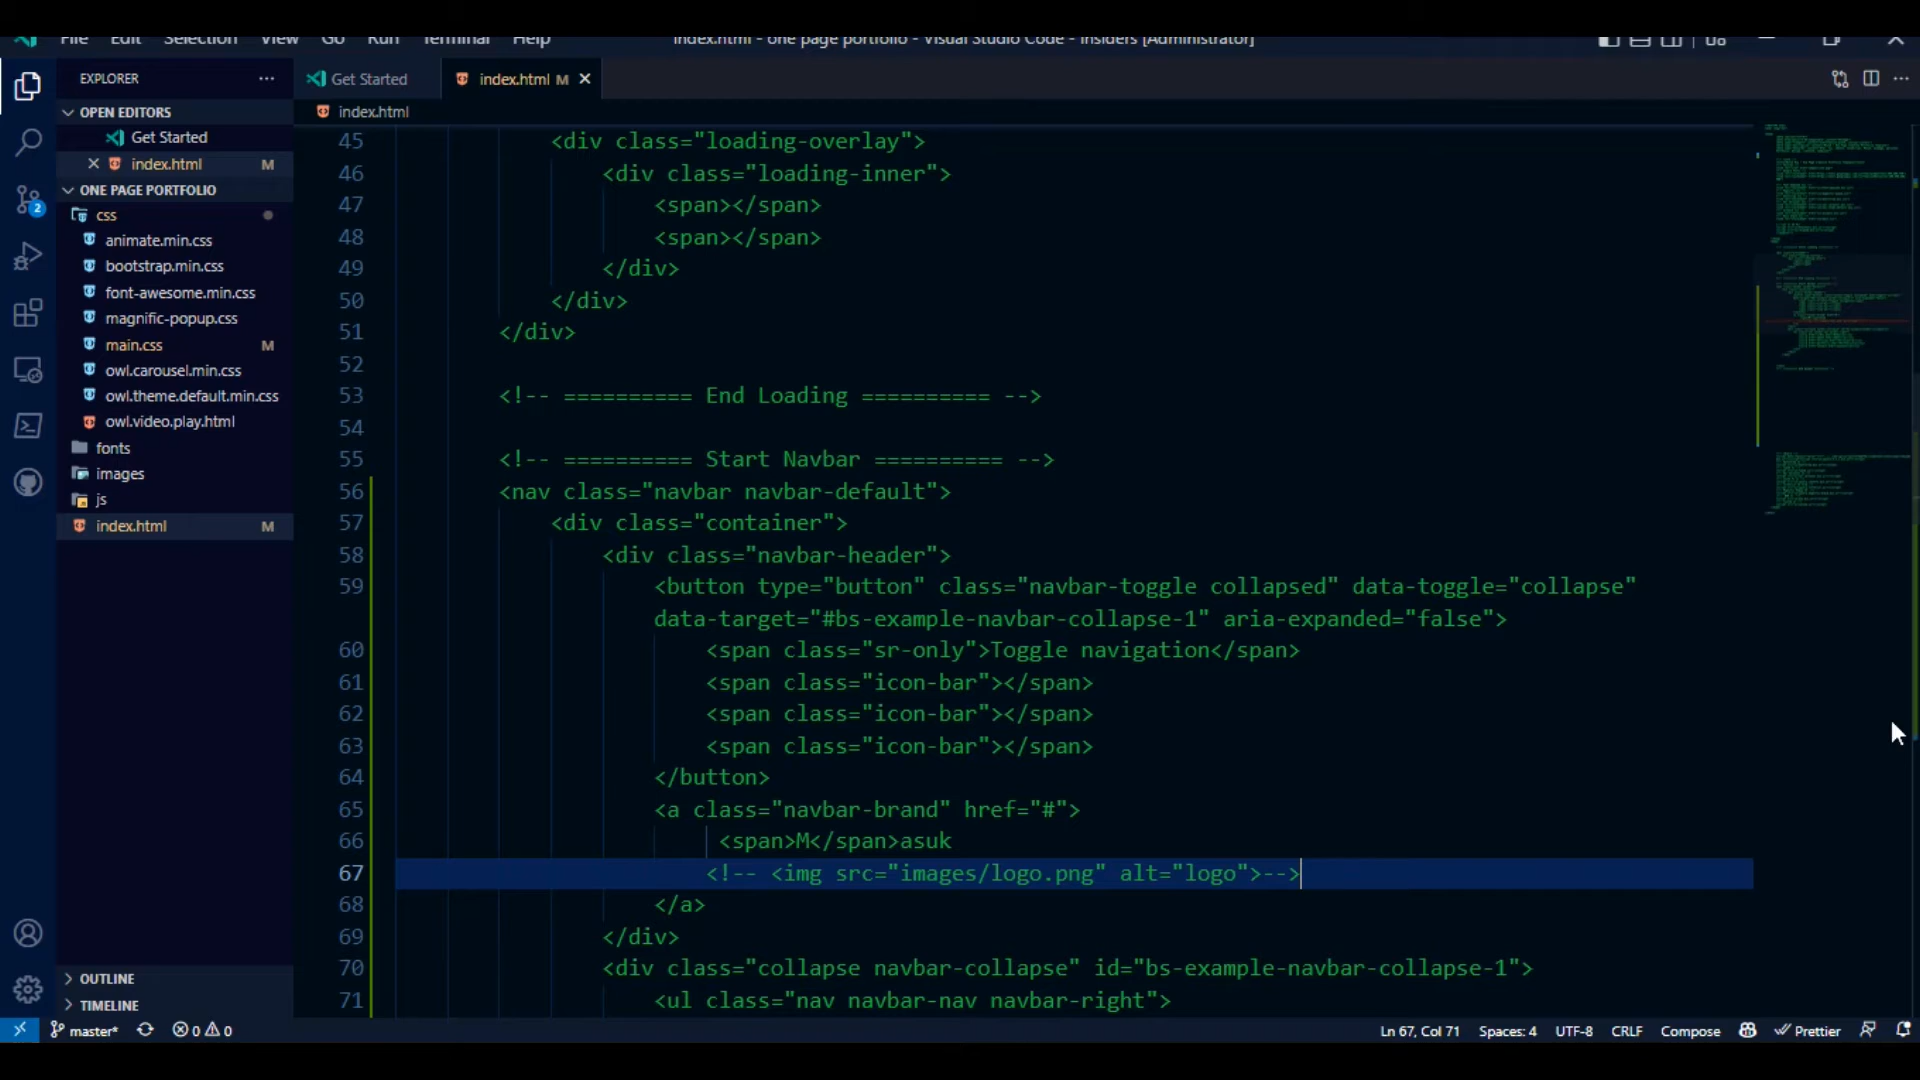 File Edit Selection View Go Run Terminal Help index.html - one page portfolio - Visual Studio Code - Insiders [Administrator]
EXPLORER ...
Get Started
index.html M
OPEN EDITORS
Get Started
index.html M
ONE PAGE PORTFOLIO
css
animate.min.css
bootstrap.min.css
font-awesome.min.css
magnific-popup.css
main.css M
owl.carousel.min.css
owl.theme.default.min.css
owl.video.play.html
fonts
images
js
index.html M
OUTLINE
TIMELINE
2
index.html
45 <div class="loading-overlay">
46 <div class="loading-inner">
47 <span></span>
48 <span></span>
49 </div>
50 </div>
51 </div>
52
53 <!-- ========== End Loading ========== -->
54
55 <!-- ========== Start Navbar ========== -->
56 <nav class="navbar navbar-default">
57 <div class="container">
58 <div class="navbar-header">
59 <button type="button" class="navbar-toggle collapsed" data-toggle="collapse"
data-target="#bs-example-navbar-collapse-1" aria-expanded="false">
60 <span class="sr-only">Toggle navigation</span>
61 <span class="icon-bar"></span>
62 <span class="icon-bar"></span>
63 <span class="icon-bar"></span>
64 </button>
65 <a class="navbar-brand" href="#">
66 <span>M</span>asuk
67 <!-- <img src="images/logo.png" alt="logo">-->
68 </a>
69 </div>
70 <div class="collapse navbar-collapse" id="bs-example-navbar-collapse-1">
71 <ul class="nav navbar-nav navbar-right">
master* 0 0 Ln 67, Col 71 Spaces: 4 UTF-8 CRLF Compose Prettier